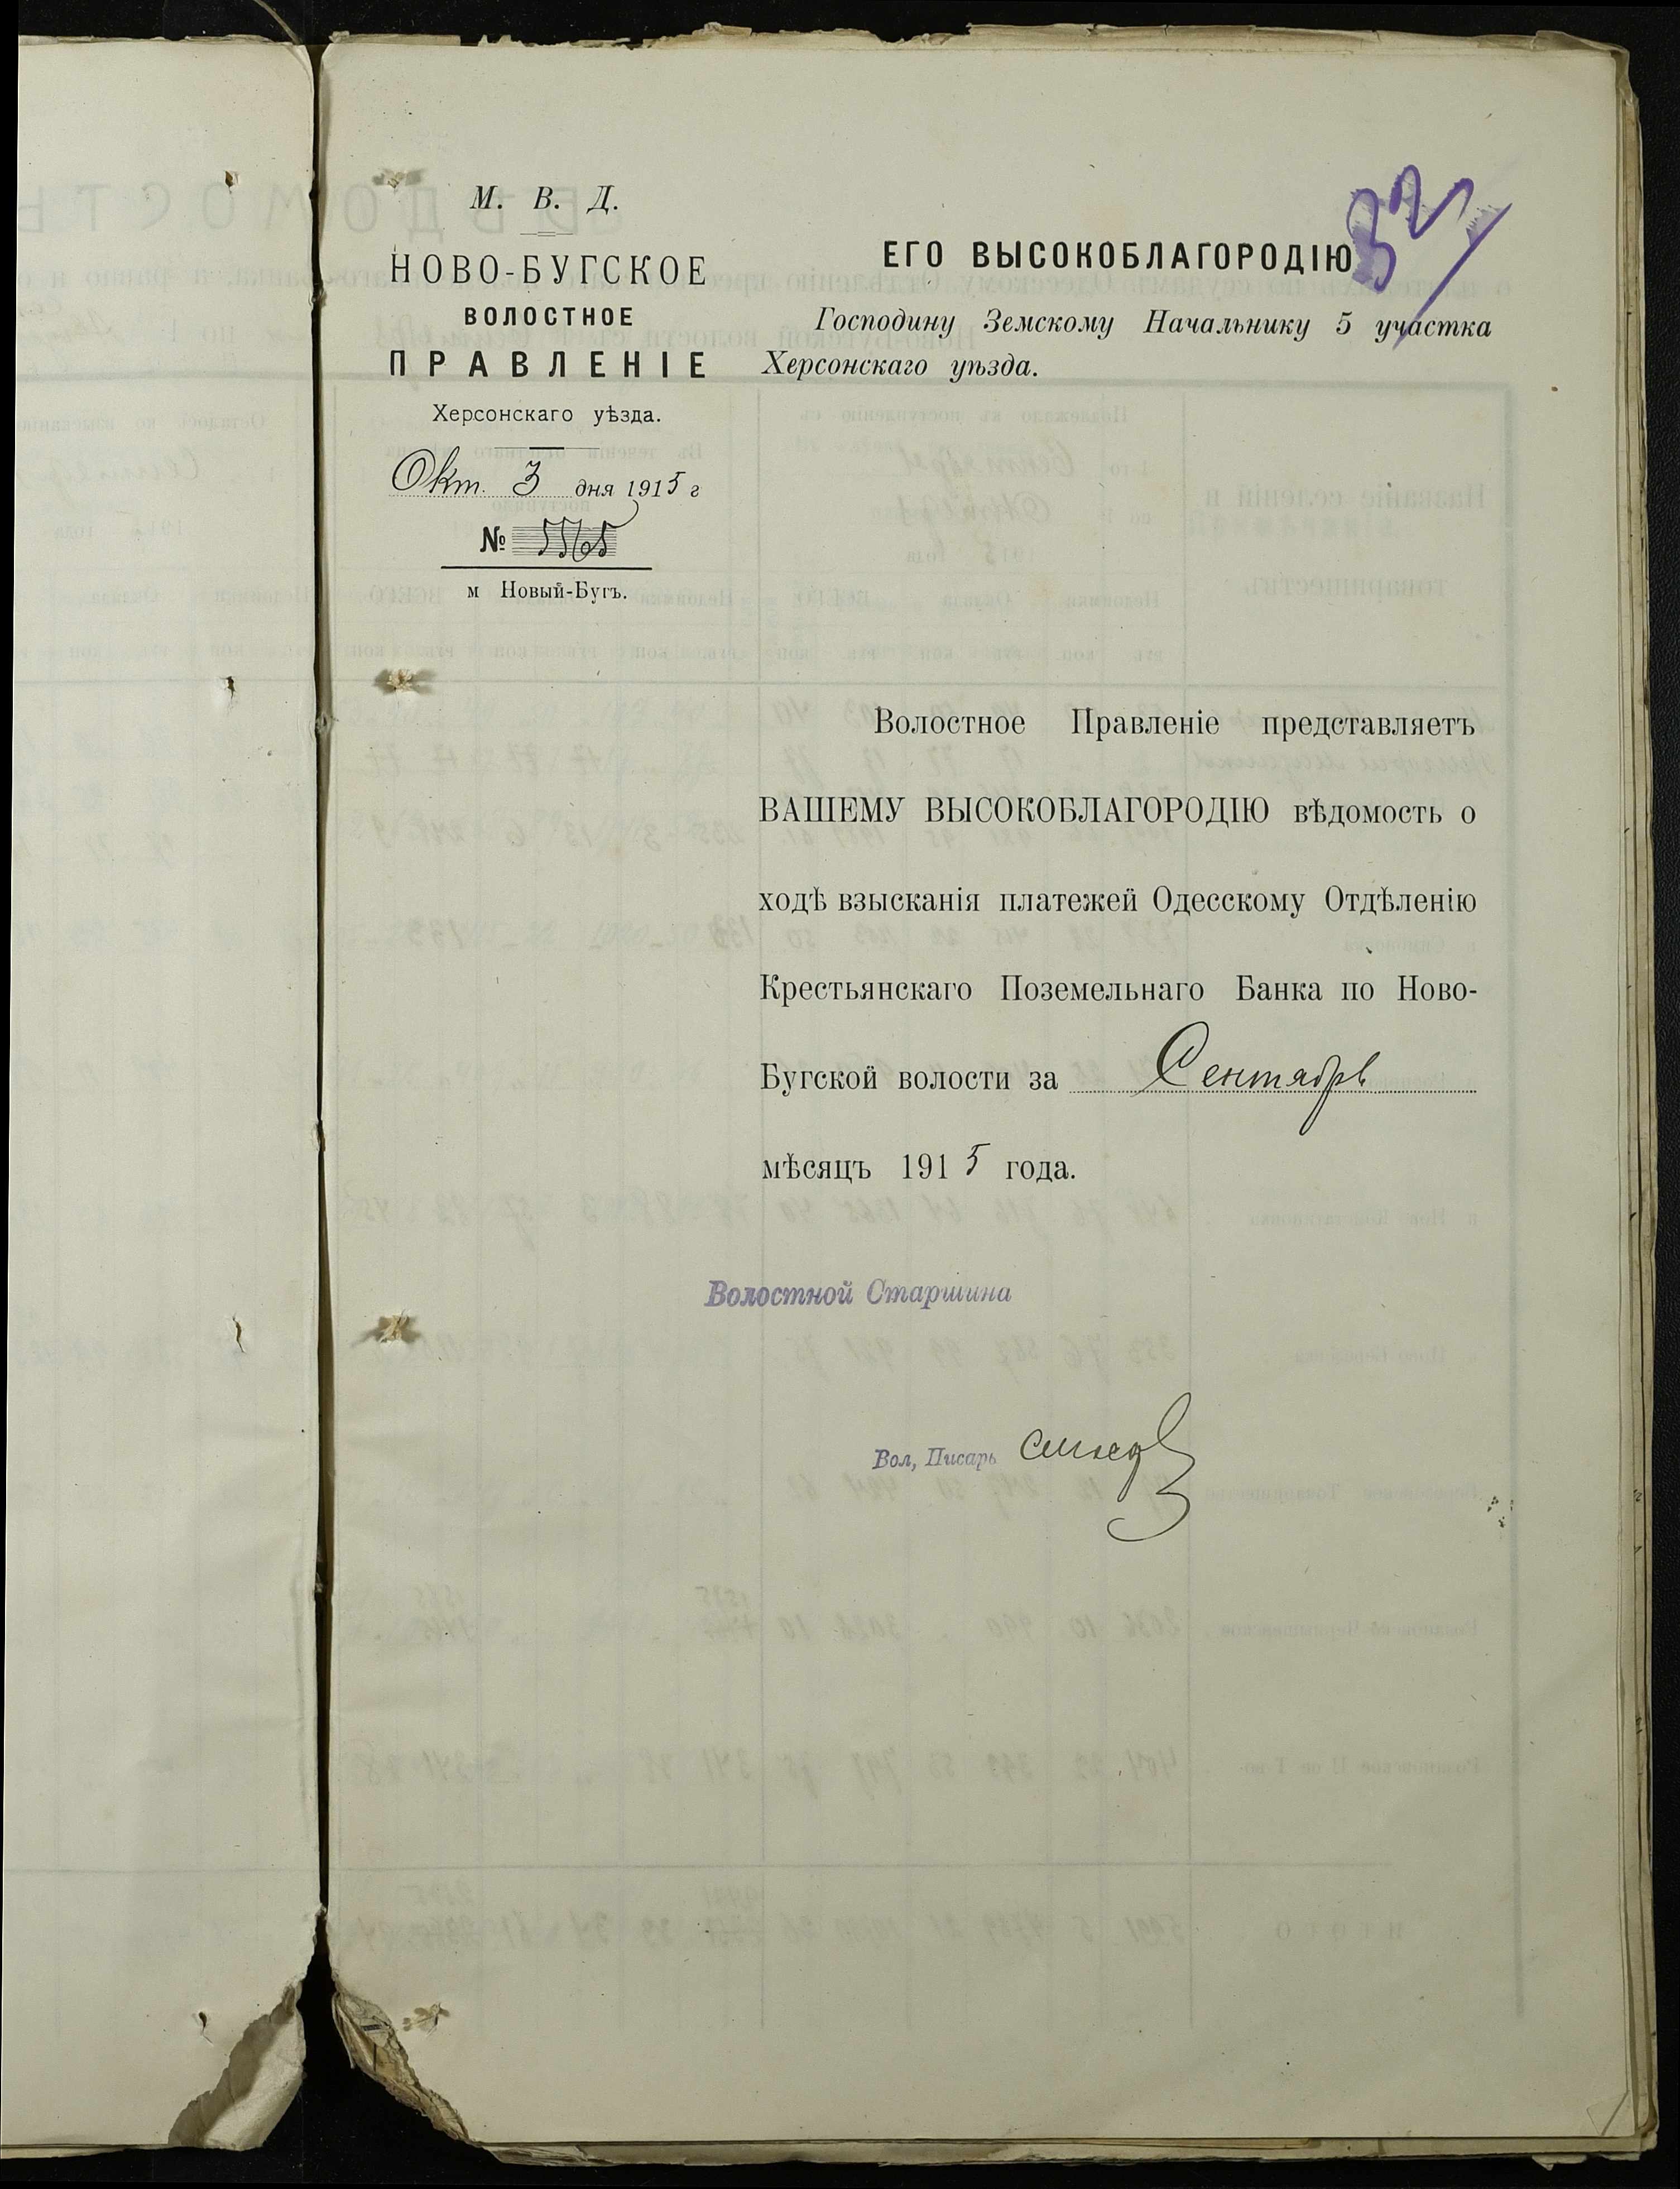 32
М. В. Д.
НОВО-БУГСКОЕ
ВОЛОСТНОЕ
ПРАВЛЕНІЕ
Херсонскаго уѣзда.
Окт. 3 дня 1915 г
№ 5565
м Новый-Бугъ.
ЕГО ВЫСОКОБЛАГОРОДІЮ
Господину Земскому Начальнику 5 участка
Херсонскаго уѣзда.
Волостное Правленіе представляетъ
ВАШЕМУ ВЫСОКОБЛАГОРОДІЮ вѣдомость о
ходѣ взысканія платежей Одесскому Отдѣленію
Крестьянскаго Поземельнаго Банка по Ново-
Бугской волости за Сентябрь
мѣсяцъ 1915 года.
Волостной Старшина
Вол, Писарь